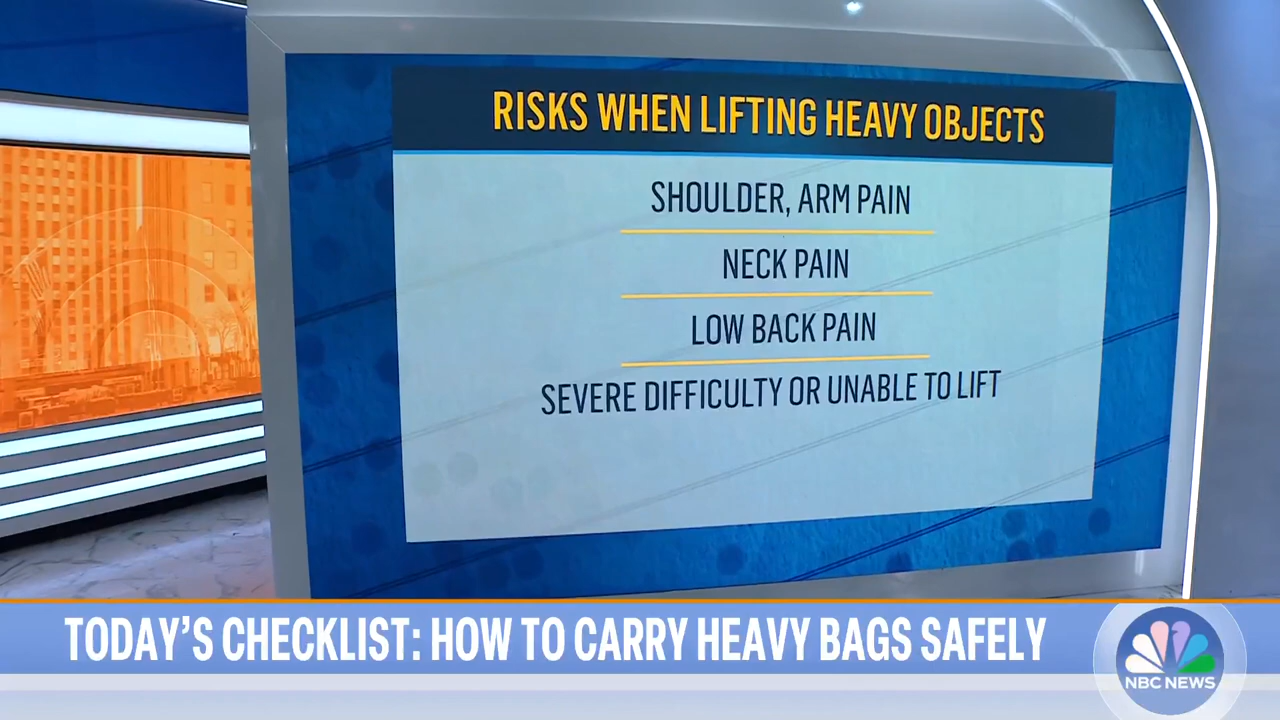 RISKS WHEN LIFTING HEAVY OBJECTS
SHOULDER, ARM PAIN
NECK PAIN
LOW BACK PAIN
SEVERE DIFFICULTY OR UNABLE TO LIFT
TODAY'S CHECKLIST: HOW TO CARRY HEAVY BAGS SAFELY
NBC NEWS